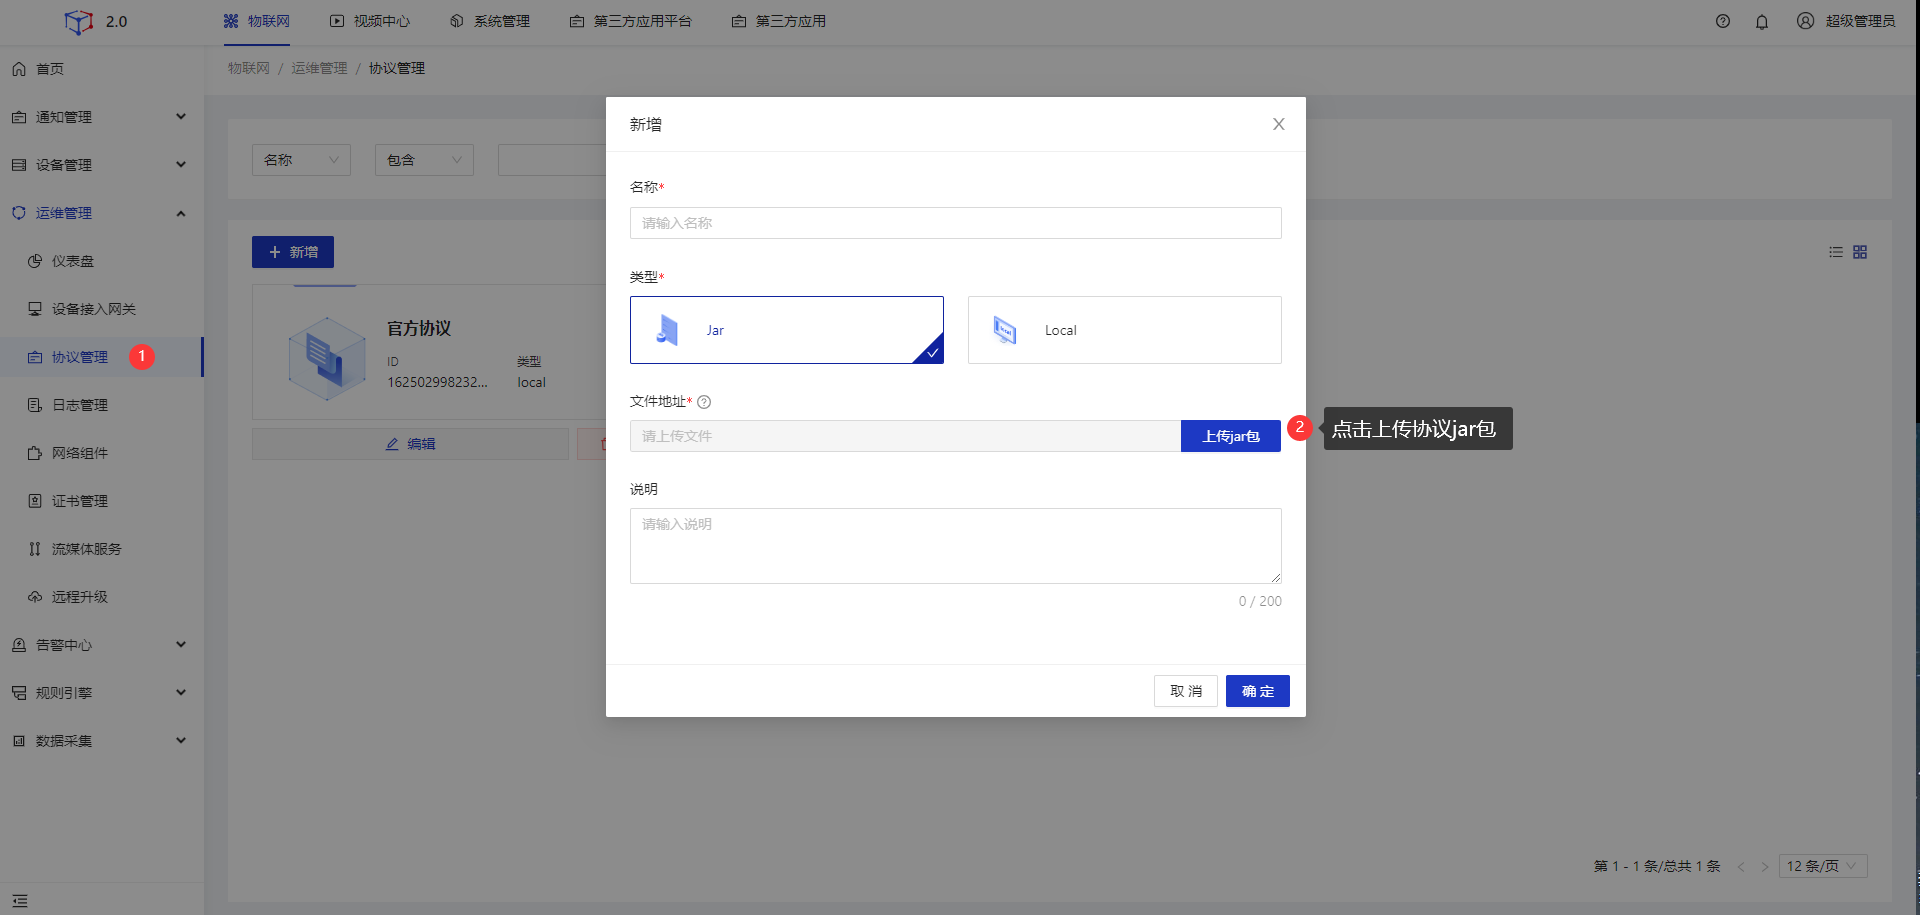 2.0
物联网
视频中心
系统管理
第三方应用平台
第三方应用
超级管理员
首页
通知管理
设备管理
运维管理
仪表盘
设备接入网关
协议管理
1
日志管理
网络组件
证书管理
流媒体服务
远程升级
告警中心
规则引擎
数据采集
物联网 / 运维管理 / 协议管理
名称
包含
新增
官方协议
ID
类型
162502998232...
local
编辑
新增
名称*
请输入名称
类型*
Jar
Local
文件地址*
请上传文件
上传jar包
2
点击上传协议jar包
说明
请输入说明
0 / 200
取 消
确 定
第 1 - 1 条/总共 1 条
12 条/页